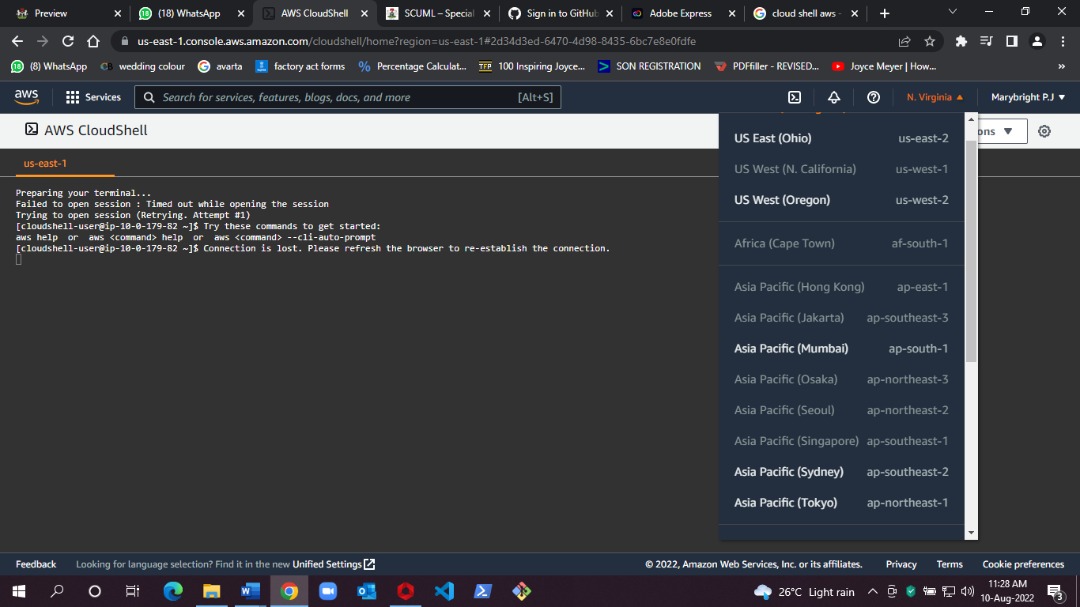 Preview
(18) WhatsApp
AWS CloudShell
SCUML – Special
Sign in to GitHub
Adobe Express
cloud shell aws -
us-east-1.console.aws.amazon.com/cloudshell/home?region=us-east-1#2d34d3ed-6470-4d98-8435-6bc7e8e0fdfe
(8) WhatsApp
wedding colour
avarta
factory act forms
Percentage Calculat...
100 Inspiring Joyce...
SON REGISTRATION
PDFfiller - REVISED...
Joyce Meyer | How...
aws
Services
Search for services, features, blogs, docs, and more
[Alt+S]
N. Virginia
Marybright P.J
AWS CloudShell
ons
us-east-1
Preparing your terminal...
Failed to open session : Timed out while opening the session
Trying to open session (Retrying. Attempt #1)
[cloudshell-user@ip-10-0-179-82 ~]$ Try these commands to get started:
aws help or aws <command> help or aws <command> --cli-auto-prompt
[cloudshell-user@ip-10-0-179-82 ~]$ Connection is lost. Please refresh the browser to re-establish the connection.
US East (Ohio) us-east-2
US West (N. California) us-west-1
US West (Oregon) us-west-2
Africa (Cape Town) af-south-1
Asia Pacific (Hong Kong) ap-east-1
Asia Pacific (Jakarta) ap-southeast-3
Asia Pacific (Mumbai) ap-south-1
Asia Pacific (Osaka) ap-northeast-3
Asia Pacific (Seoul) ap-northeast-2
Asia Pacific (Singapore) ap-southeast-1
Asia Pacific (Sydney) ap-southeast-2
Asia Pacific (Tokyo) ap-northeast-1
Feedback
Looking for language selection? Find it in the new Unified Settings
© 2022, Amazon Web Services, Inc. or its affiliates.
Privacy
Terms
Cookie preferences
26°C Light rain
11:28 AM
10-Aug-2022
3